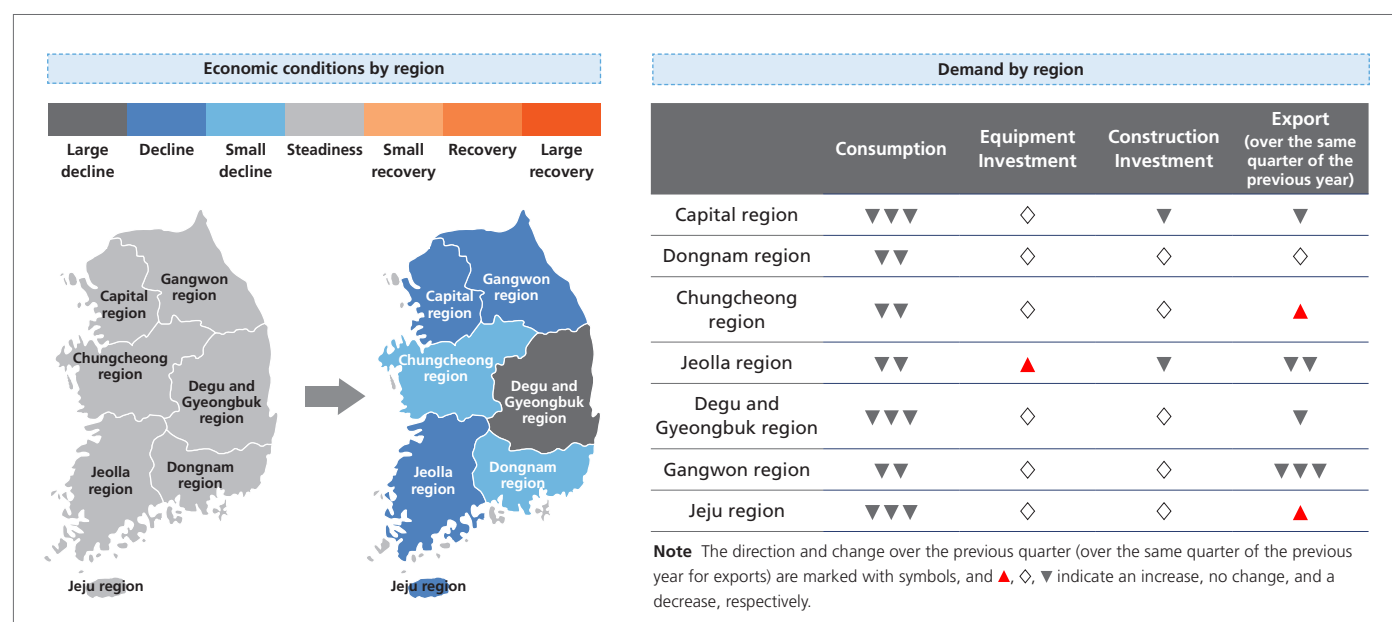 Economic conditions by region
Large
decline
Decline
Small
decline
Steadiness
Small
recovery
Recovery
Large
recovery
Gangwon
region
Capital
region
Chungcheong
region
Degu and
Gyeongbuk
region
Jeolla
region
Dongnam
region
Jeju region
Gangwon
region
Capital
region
Chungcheong
region
Degu and
Gyeongbuk
region
Jeolla
region
Dongnam
region
Jeju region
Demand by region
Consumption
Equipment
Investment
Construction
Investment
Export
(over the same
quarter of the
previous year)
Capital region ▼▼▼ ◇ ▼ ▼
Dongnam region ▼▼ ◇ ◇ ◇
Chungcheong
region ▼▼ ◇ ◇ ▲
Jeolla region ▼▼ ▲ ▼ ▼▼
Degu and
Gyeongbuk region ▼▼▼ ◇ ◇ ▼
Gangwon region ▼▼ ◇ ◇ ▼▼▼
Jeju region ▼▼▼ ◇ ◇ ▲
Note The direction and change over the previous quarter (over the same quarter of the previous
year for exports) are marked with symbols, and ▲, ◇, ▼ indicate an increase, no change, and a
decrease, respectively.